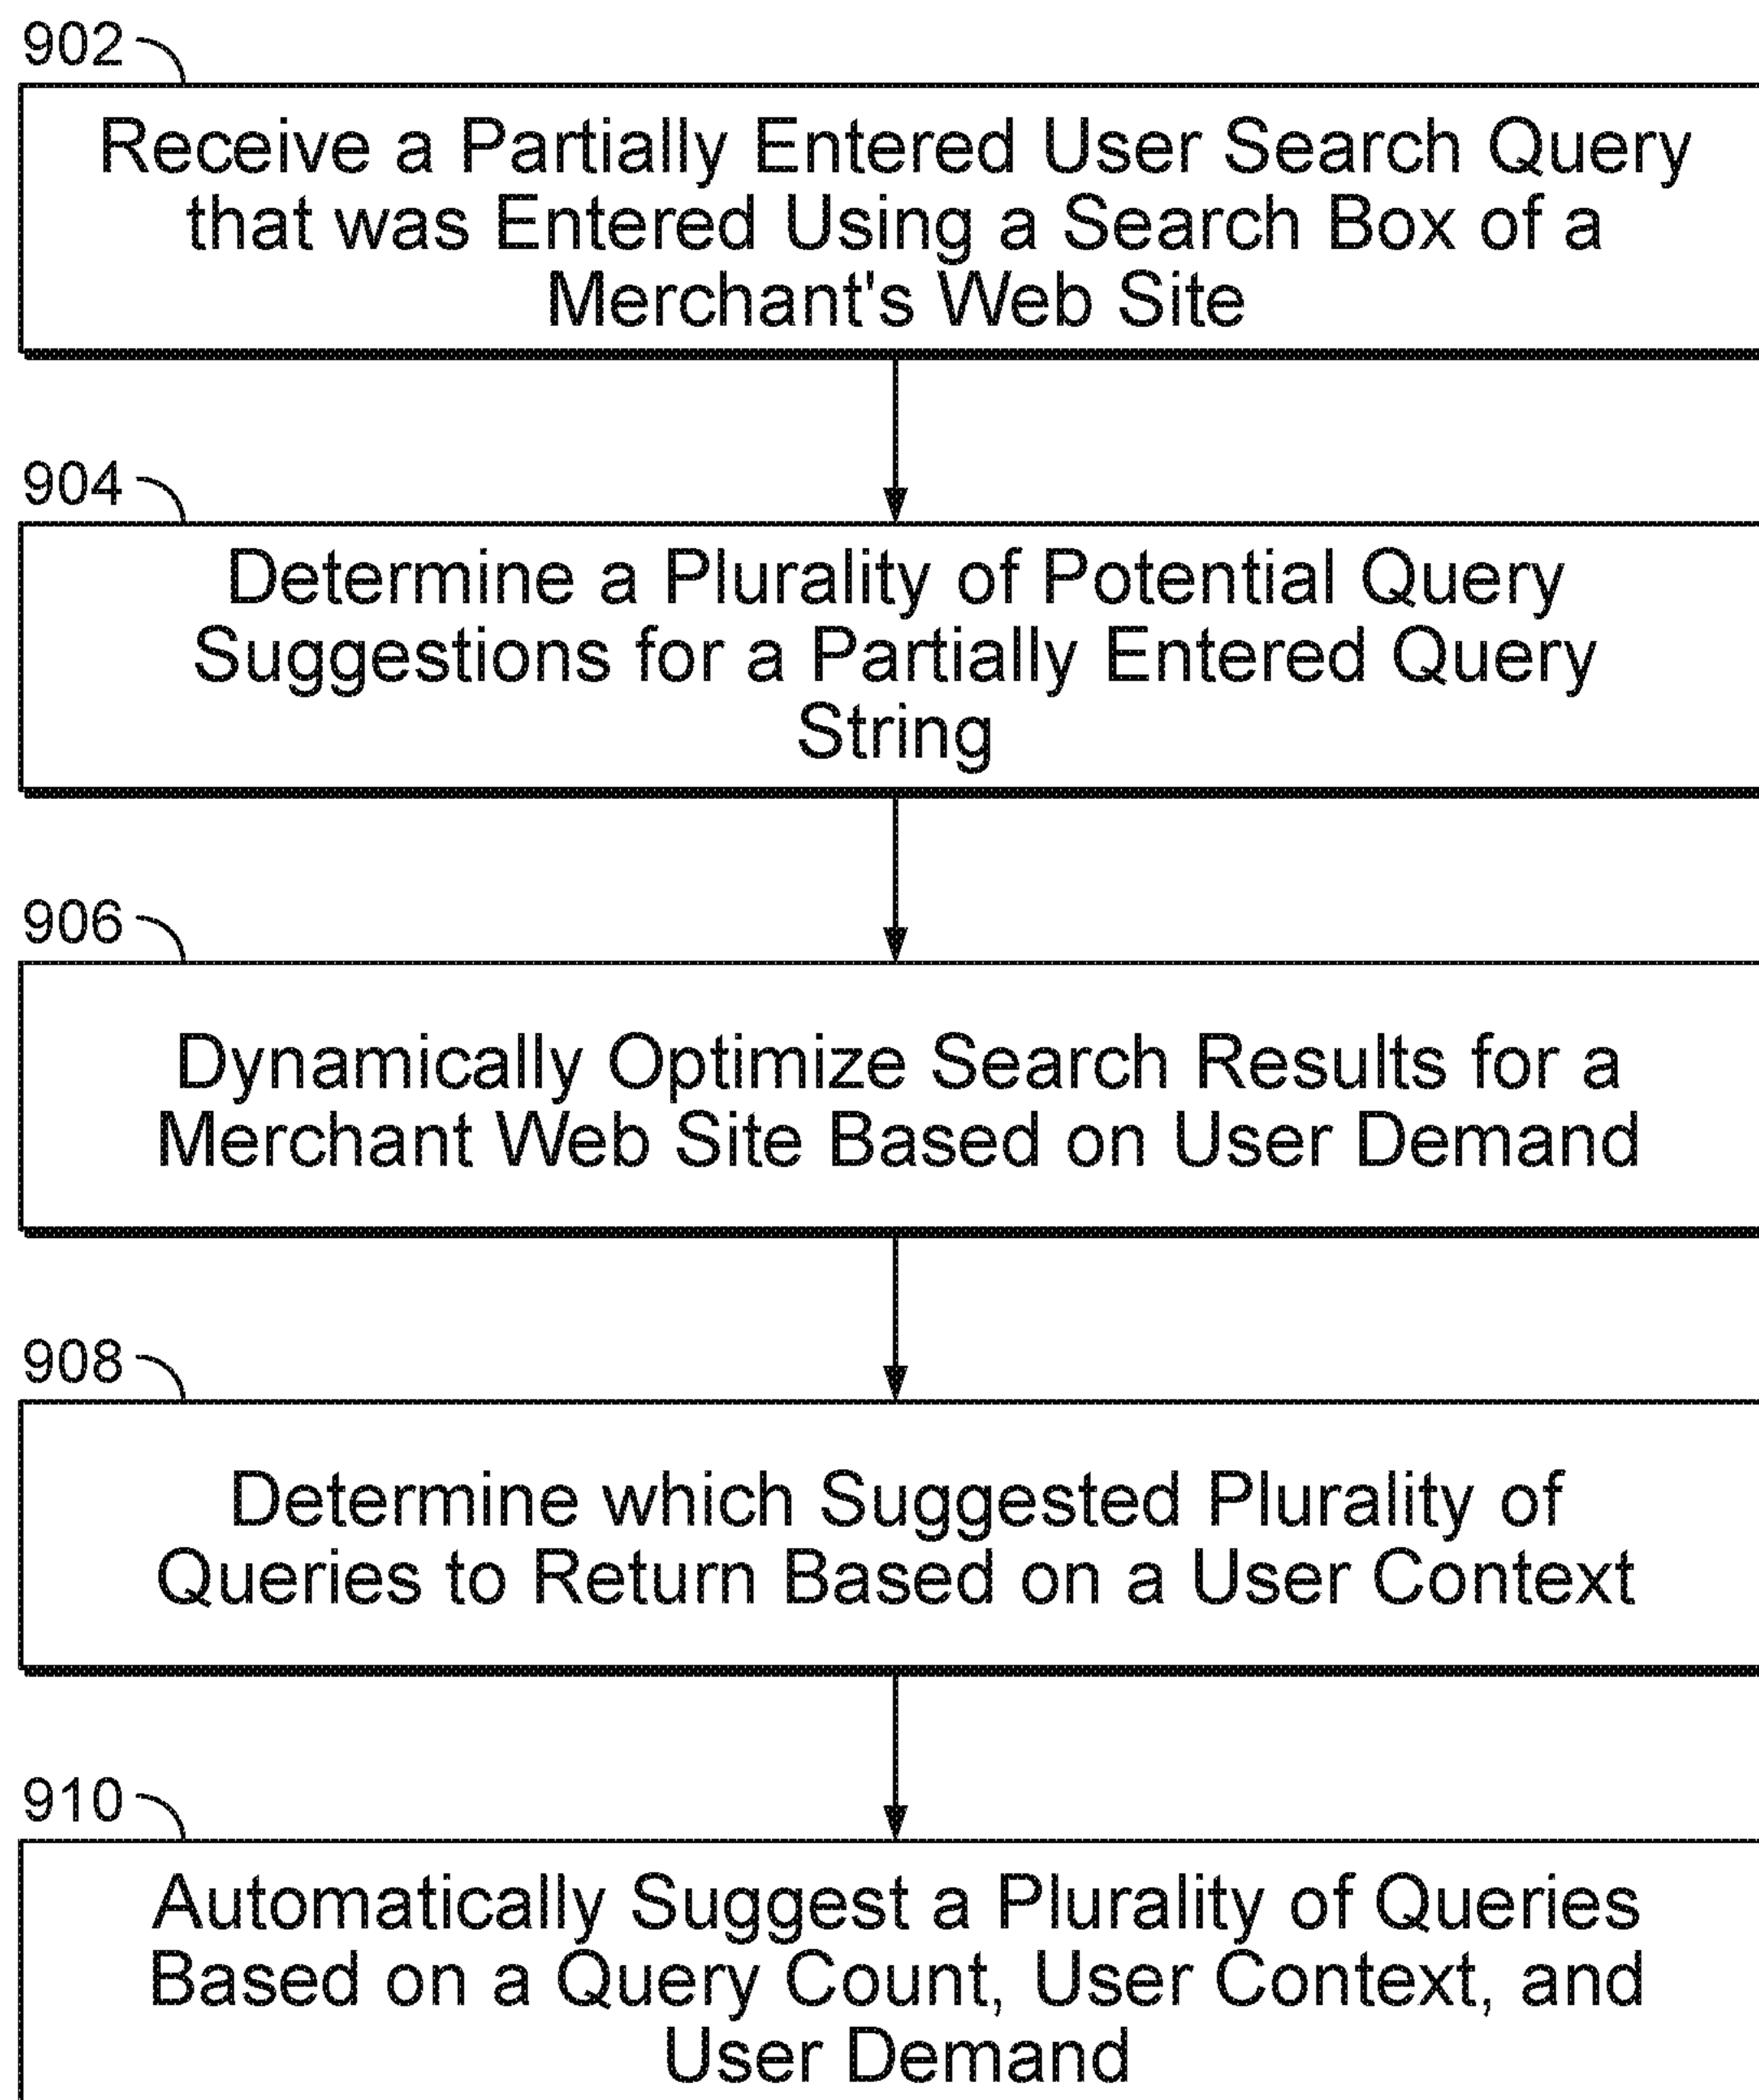 902
Receive a Partially Entered User Search Query
that was Entered Using a Search Box of a
Merchant's Web Site
904
Determine a Plurality of Potential Query
Suggestions for a Partially Entered Query
String
906
Dynamically Optimize Search Results for a
Merchant Web Site Based on User Demand
908
Determine which Suggested Plurality of
Queries to Return Based on a User Context
910
Automatically Suggest a Plurality of Queries
Based on a Query Count, User Context, and
User Demand